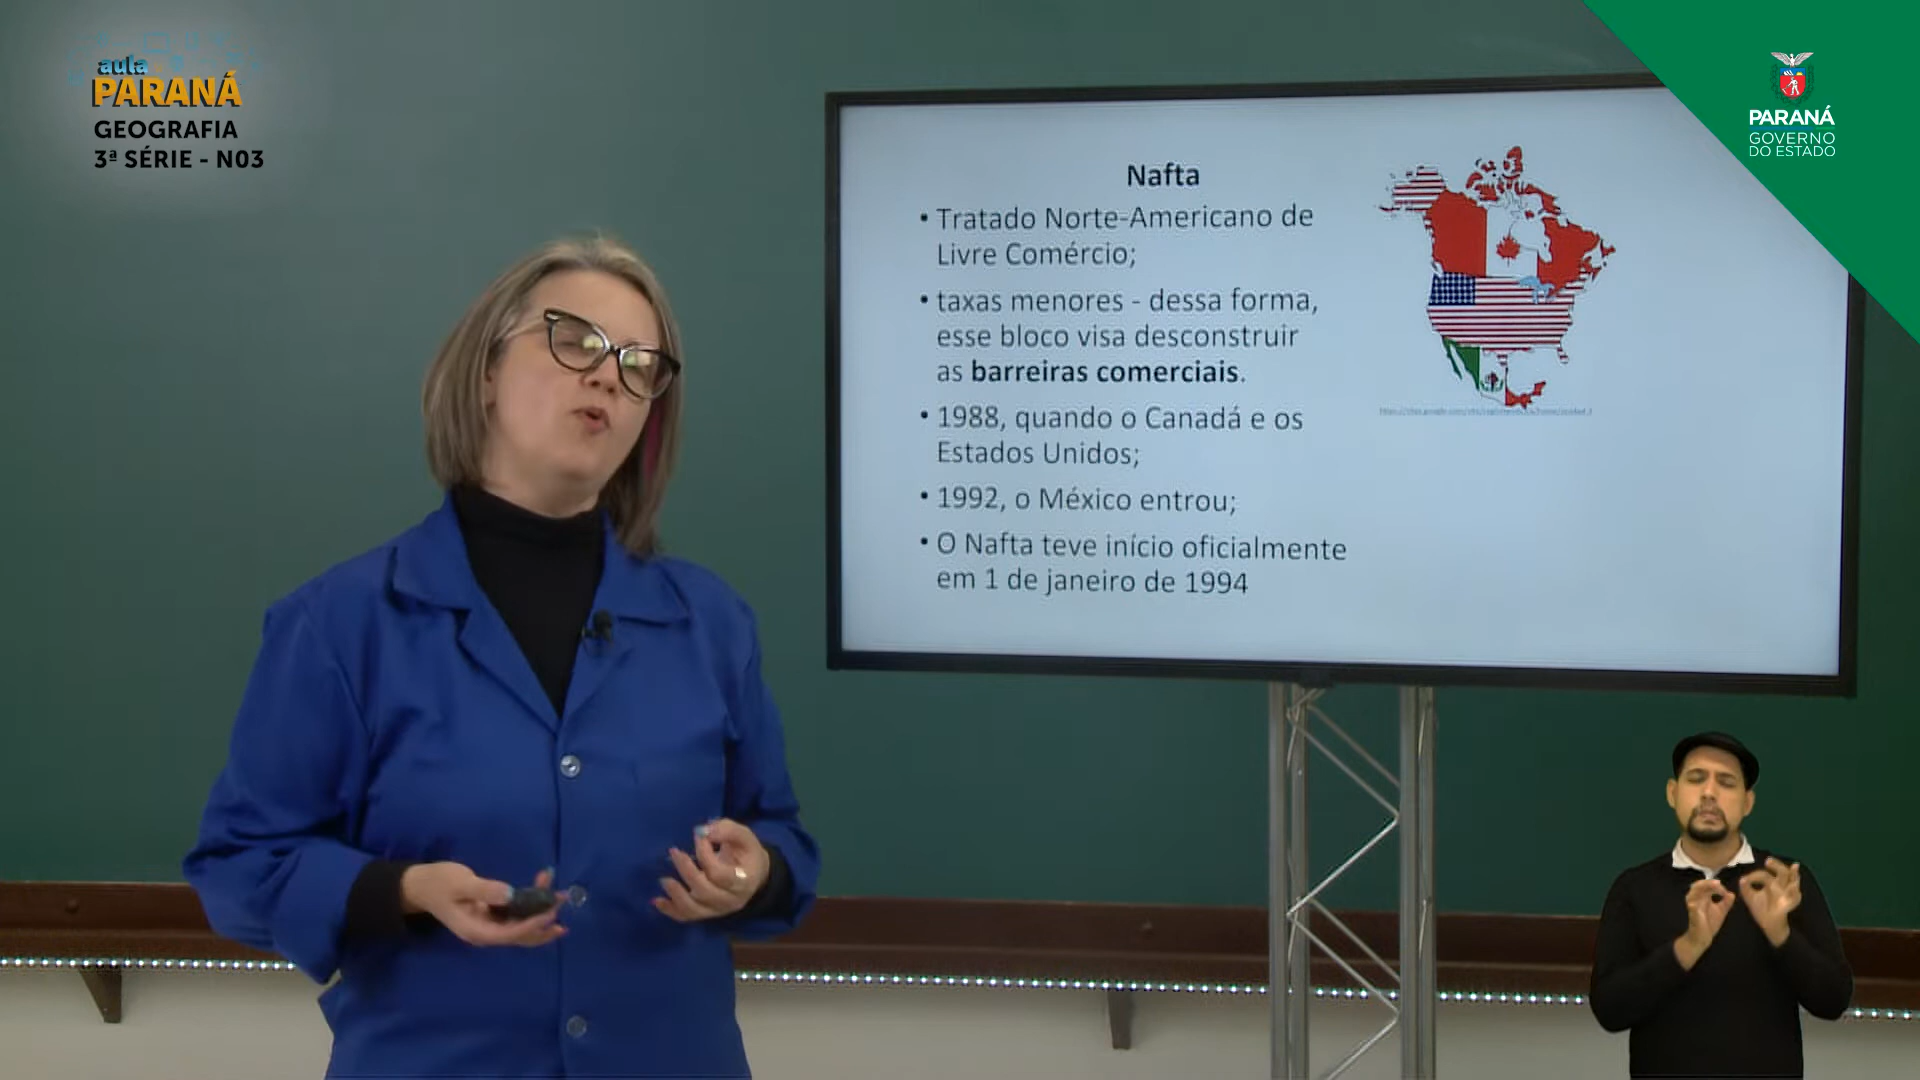 aula
PARANÁ
GEOGRAFIA
3ª SÉRIE - N03
PARANÁ
GOVERNO
DO ESTADO
Nafta
• Tratado Norte-Americano de
Livre Comércio;
• taxas menores - dessa forma,
esse bloco visa desconstruir
as barreiras comerciais.
• 1988, quando o Canadá e os
Estados Unidos;
• 1992, o México entrou;
• O Nafta teve início oficialmente
em 1 de janeiro de 1994